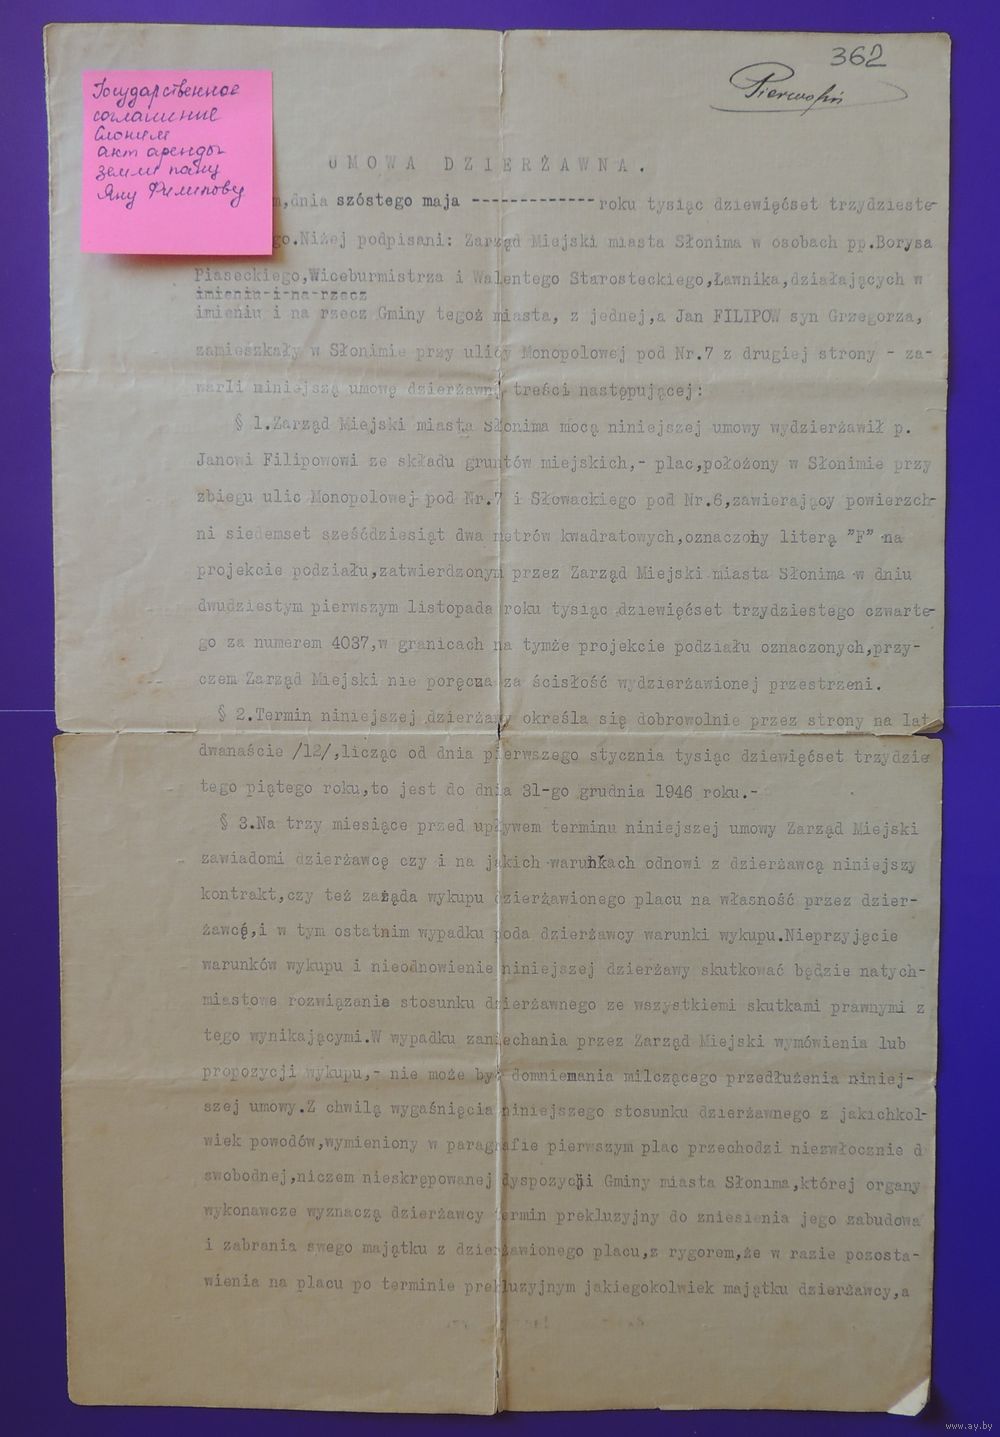 362
Государственное
соглашение
Слоним
акт аренды
земли пану
Яну Филипову
UMOWA DZIERŻAWNA.
m,dnia szóstego maja ------------- roku tysiąc dziewięćset trzydzieste-
go.Niżej podpisani: Zarząd Miejski miasta Słonima w osobach pp.Borysa
Piaseckiego,Wiceburmistrza i Walentego Starosteckiego,Ławnika,działających w
imieniu-i-na-rzecz
imieniu i na rzecz Gminy tegoż miasta, z jednej,a Jan FILIPOW syn Grzegorza,
zamieszkały w Słonimie przy ulicy Monopolowej pod Nr.7 z drugiej strony - za-
warli niniejszą umowę dzierżawną treści następującej:
§ 1.Zarząd Miejski miasta Słonima mocą niniejszej umowy wydzierżawił p.
Janowi Filipowowi ze składu gruntów miejskich,- plac,położony w Słonimie przy
zbiegu ulic Monopolowej pod Nr.7 i Słowackiego pod Nr.6,zawierający powierzch-
ni siedemset sześćdziesiąt dwa metrów kwadratowych,oznaczony literą "F" na
projekcie podziału,zatwierdzonym przez Zarząd Miejski miasta Słonima w dniu
dwudziestym pierwszym listopada roku tysiąc dziewięćset trzydziestego czwarte-
go za numerem 4037,w granicach na tymże projekcie podziału oznaczonych,przy-
czem Zarząd Miejski nie poręcza za ścisłość wydzierżawionej przestrzeni.
§ 2.Termin niniejszej dzierżawy określa się dobrowolnie przez strony na lat
dwanaście /12/,licząc od dnia pierwszego stycznia tysiąc dziewięćset trzydzie
tego piątego roku,to jest do dnia 31-go grudnia 1946 roku.-
§ 3.Na trzy miesiące przed upływem terminu niniejszej umowy Zarząd Miejski
zawiadomi dzierżawcę czy i na jakich warunkach odnowi z dzierżawcą niniejszy
kontrakt,czy też zażąda wykupu dzierżawionego placu na własność przez dzier-
żawcę,i w tym ostatnim wypadku poda dzierżawcy warunki wykupu.Nieprzyjęcie
warunków wykupu i nieodnowienie niniejszej dzierżawy skutkować będzie natych-
miastowe rozwiązanie stosunku dzierżawnego ze wszystkiemi skutkami prawnymi z
tego wynikającymi.W wypadku zaniechania przez Zarząd Miejski wymówienia lub
propozycji wykupu,- nie może być domniemania milczącego przedłużenia niniej-
szej umowy.Z chwilą wygaśnięcia niniejszego stosunku dzierżawnego z jakichkol-
wiek powodów,wymieniony w paragrafie pierwszym plac przechodzi niezwłocznie d
swobodnej,niczem nieskrępowanej dyspozycji Gminy miasta Słonima,której organy
wykonawcze wyznaczą dzierżawcy termin prekluzyjny do zniesienia jego zabudowa
i zabrania swego majątku z dzierżawionego placu,z rygorem,że w razie pozosta-
wienia na placu po terminie prekluzyjnym jakiegokolwiek majątku dzierżawcy,a
www.ay.by